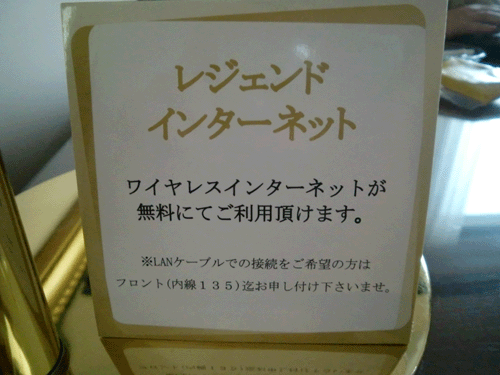 レジェンド
インターネット
ワイヤレスインターネットが
無料にてご利用頂けます。
※LANケーブルでの接続をご希望の方は
フロント(内線１３５)迄お申し付け下さいませ。